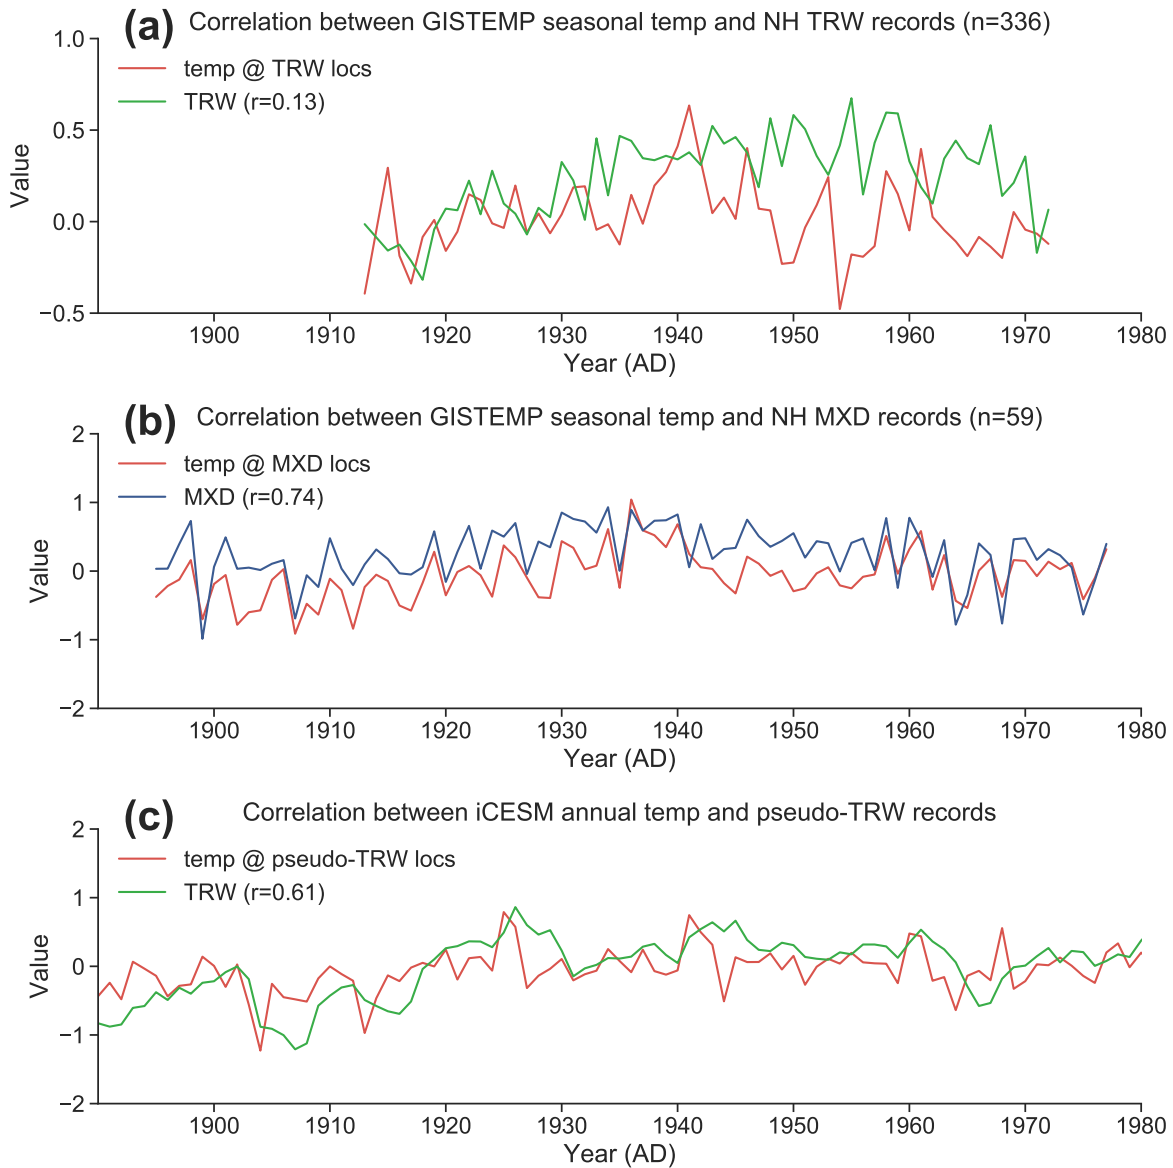 (a) Correlation between GISTEMP seasonal temp and NH TRW records (n=336)
1.0
temp @ TRW locs
TRW (r=0.13)
0.5
Value
0.0
−0.5
1900 1910 1920 1930 1940 1950 1960 1970 1980
Year (AD)
(b) Correlation between GISTEMP seasonal temp and NH MXD records (n=59)
2
temp @ MXD locs
MXD (r=0.74)
1
Value
0
−1
−2
1900 1910 1920 1930 1940 1950 1960 1970 1980
Year (AD)
(c) Correlation between iCESM annual temp and pseudo-TRW records
2
temp @ pseudo-TRW locs
TRW (r=0.61)
1
Value
0
−1
−2
1900 1910 1920 1930 1940 1950 1960 1970 1980
Year (AD)